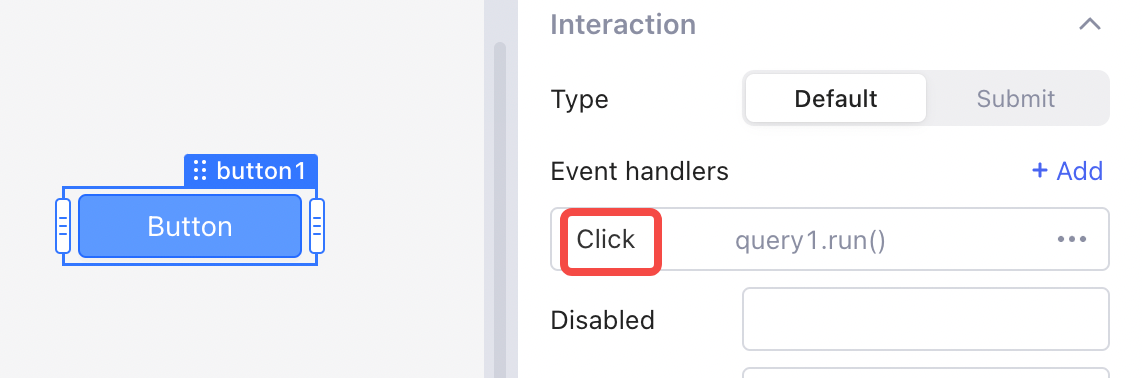 Interaction
Type
Default
Submit
button1
Event handlers
+ Add
Button
Click
query1.run()
Disabled